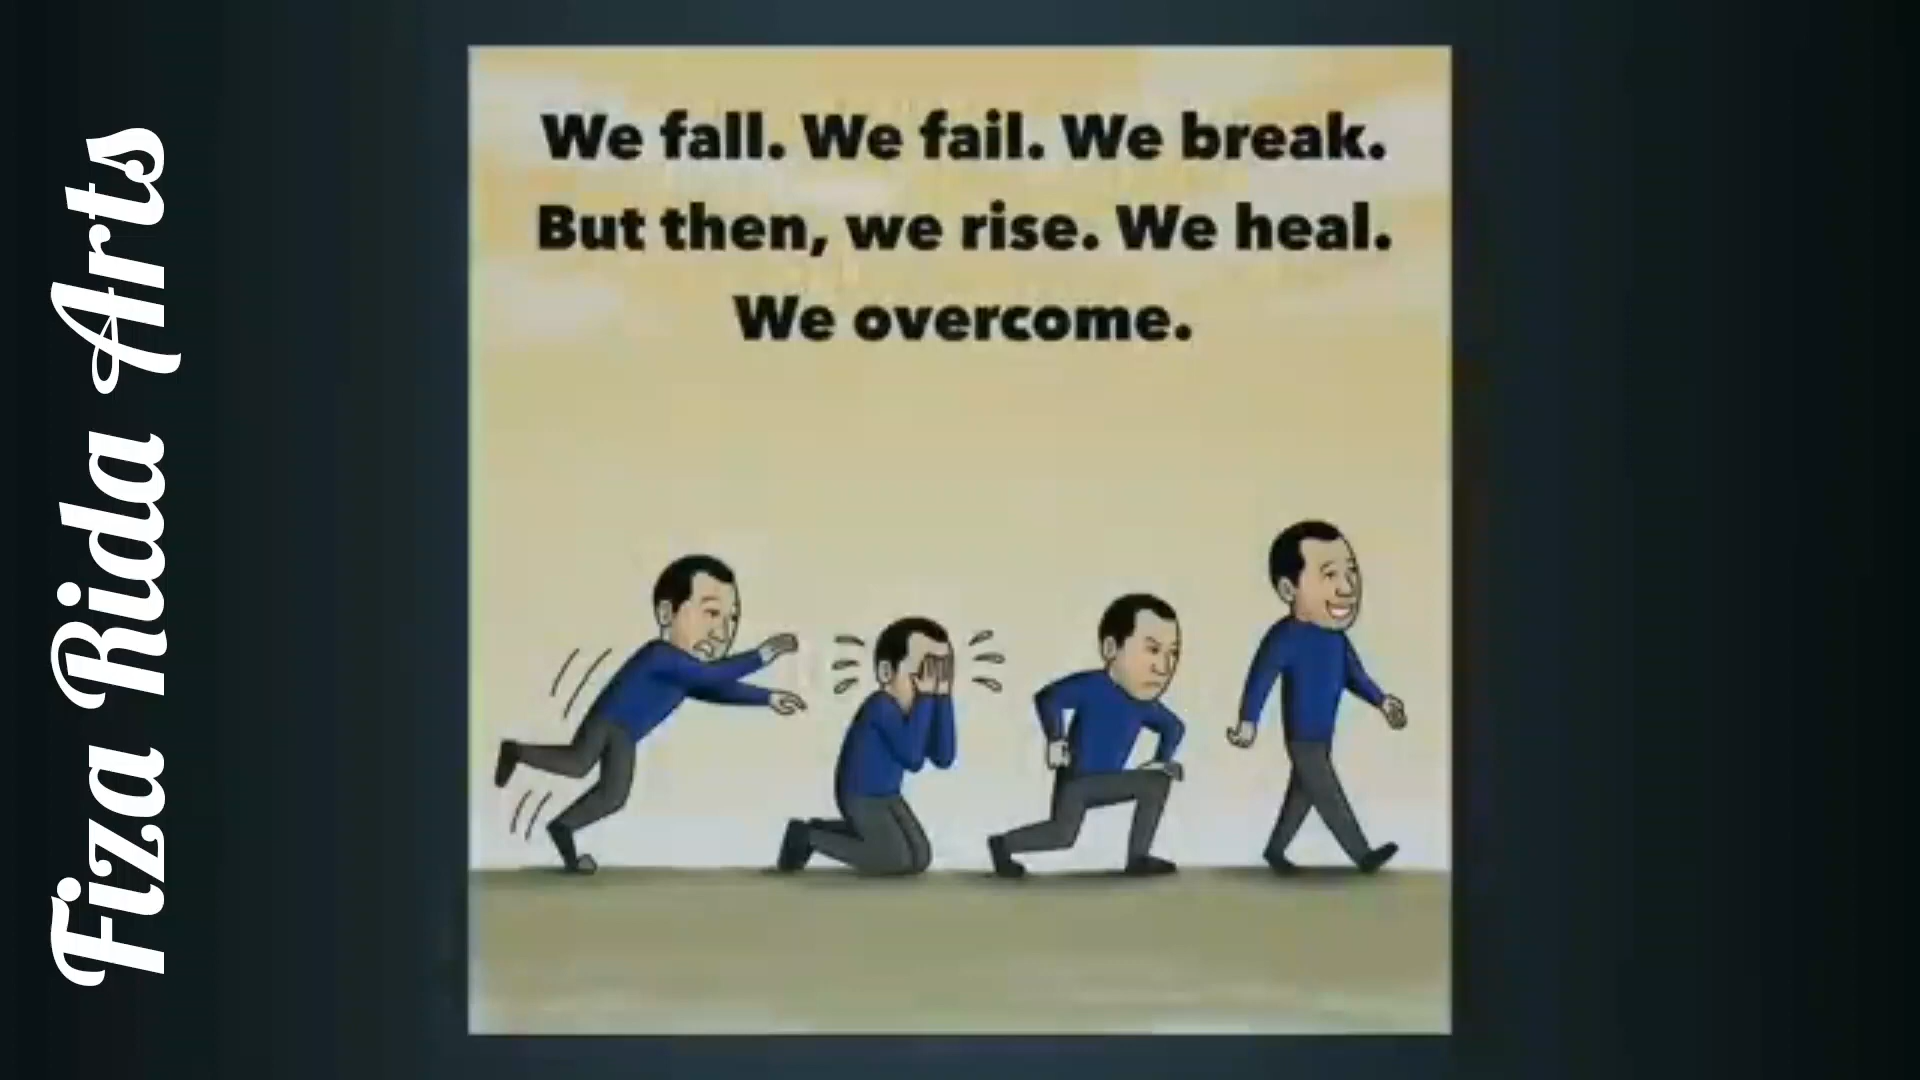 Fiza Rida Arts
We fall. We fail. We break.
But then, we rise. We heal.
We overcome.